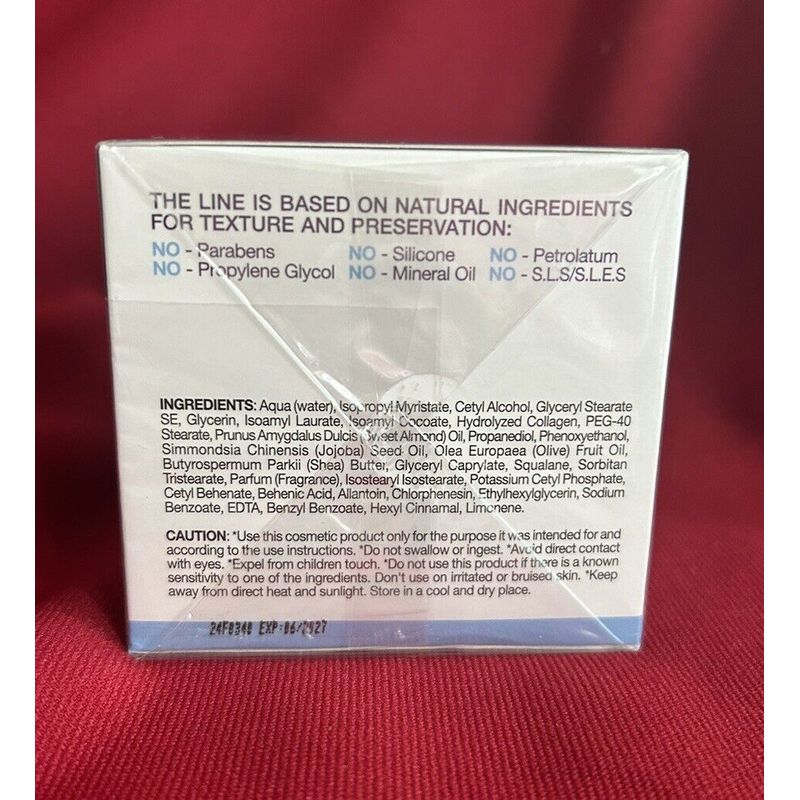 THE LINE IS BASED ON NATURAL INGREDIENTS
FOR TEXTURE AND PRESERVATION:
NO - Parabens NO - Silicone NO - Petrolatum
NO - Propylene Glycol NO - Mineral Oil NO - S.L.S/S.L.E.S
INGREDIENTS: Aqua (water), Isopropyl Myristate, Cetyl Alcohol, Glyceryl Stearate
SE, Glycerin, Isoamyl Laurate, Isoamyl Cocoate, Hydrolyzed Collagen, PEG-40
Stearate, Prunus Amygdalus Dulcis (Sweet Almond) Oil, Propanediol, Phenoxyethanol,
Simmondsia Chinensis (Jojoba) Seed Oil, Olea Europaea (Olive) Fruit Oil,
Butyrospermum Parkii (Shea) Butter, Glyceryl Caprylate, Squalane, Sorbitan
Tristearate, Parfum (Fragrance), Isostearyl Isostearate, Potassium Cetyl Phosphate,
Cetyl Behenate, Behenic Acid, Allantoin, Chlorphenesin, Ethylhexylglycerin, Sodium
Benzoate, EDTA, Benzyl Benzoate, Hexyl Cinnamal, Limonene.
CAUTION: *Use this cosmetic product only for the purpose it was intended for and
according to the use instructions. *Do not swallow or ingest. *Avoid direct contact
with eyes. *Expel from children touch. *Do not use this product if there is a known
sensitivity to one of the ingredients. Don't use on irritated or bruised skin. *Keep
away from direct heat and sunlight. Store in a cool and dry place.
24F0340 EXP:06/2027